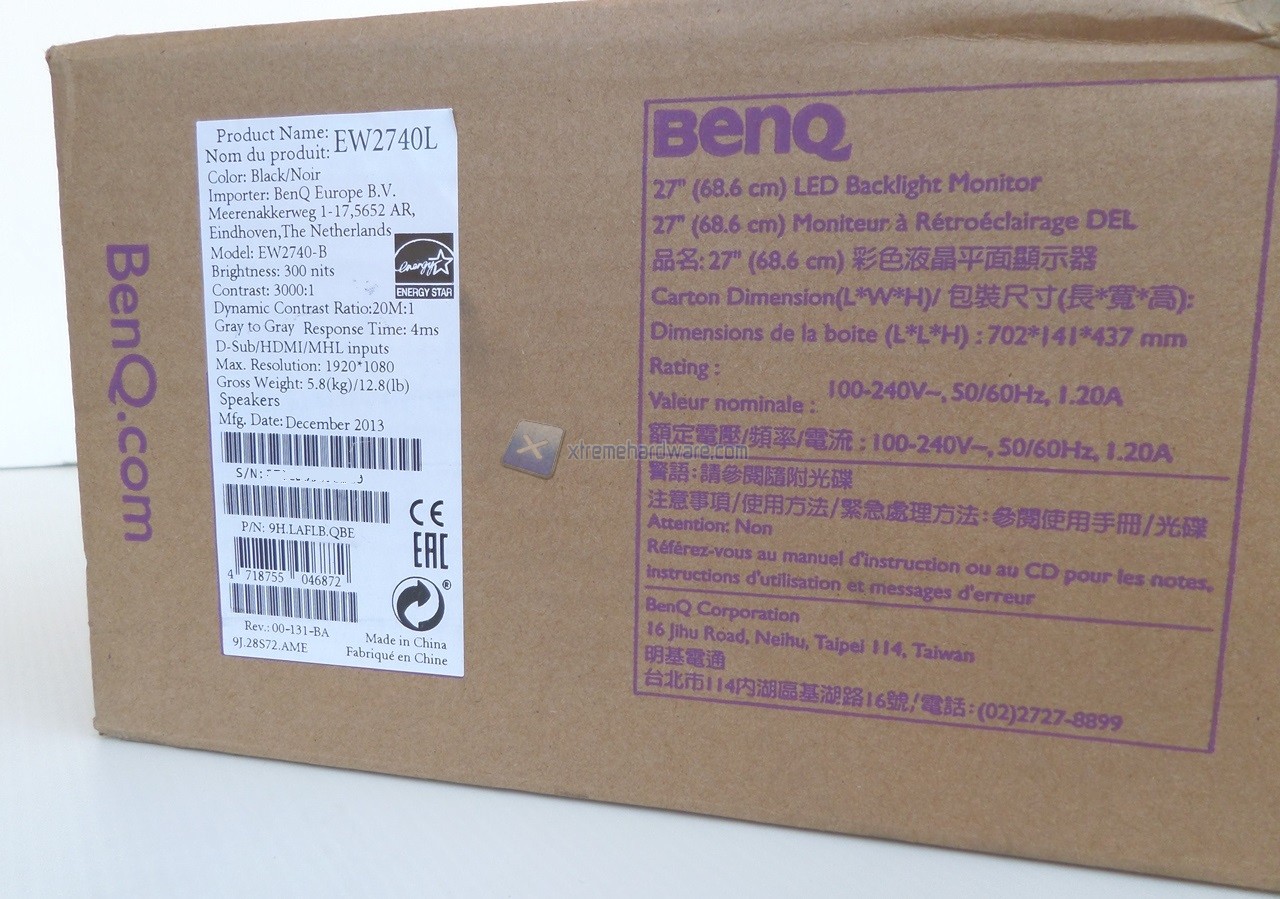 Product Name: EW2740L
Nom du produit:
Color: Black/Noir
Importer: BenQ Europe B.V.
Meerenakkerweg 1-17,5652 AR,
Eindhoven,The Netherlands
Model: EW2740-B
Brightness: 300 nits
Contrast: 3000:1
Dynamic Contrast Ratio:20M:1
Gray to Gray Response Time: 4ms
D-Sub/HDMI/MHL inputs
Max. Resolution: 1920*1080
Gross Weight: 5.8(kg)/12.8(lb)
Speakers
Mfg. Date: December 2013
energy
ENERGY STAR
S/N:
P/N: 9H.LAFLB.QBE
4 718755 046872
Rev.: 00-131-BA
9J.28S72.AME
CE
EAC
®
Made in China
Fabriqué en Chine
BenQ.com
BenQ
27" (68.6 cm) LED Backlight Monitor
27" (68.6 cm) Moniteur à Rétroéclairage DEL
品名: 27" (68.6 cm) 彩色液晶平面顯示器
Carton Dimension(L*W*H)/ 包裝尺寸(長*寬*高):
Dimensions de la boite (L*L*H) : 702*141*437 mm
Rating :
Valeur nominale : 100-240V~, 50/60Hz, 1.20A
額定電壓/頻率/電流 : 100-240V~, 50/60Hz, 1.20A
警語: 請參閱隨附光碟
注意事項/使用方法/緊急處理方法: 參閱使用手冊/光碟
Attention: Non
Référez-vous au manuel d'instruction ou au CD pour les notes,
instructions d'utilisation et messages d'erreur
BenQ Corporation
16 Jihu Road, Neihu, Taipei 114, Taiwan
明基電通
台北市114內湖區基湖路16號/電話: (02)2727-8899
xtremehardware.com